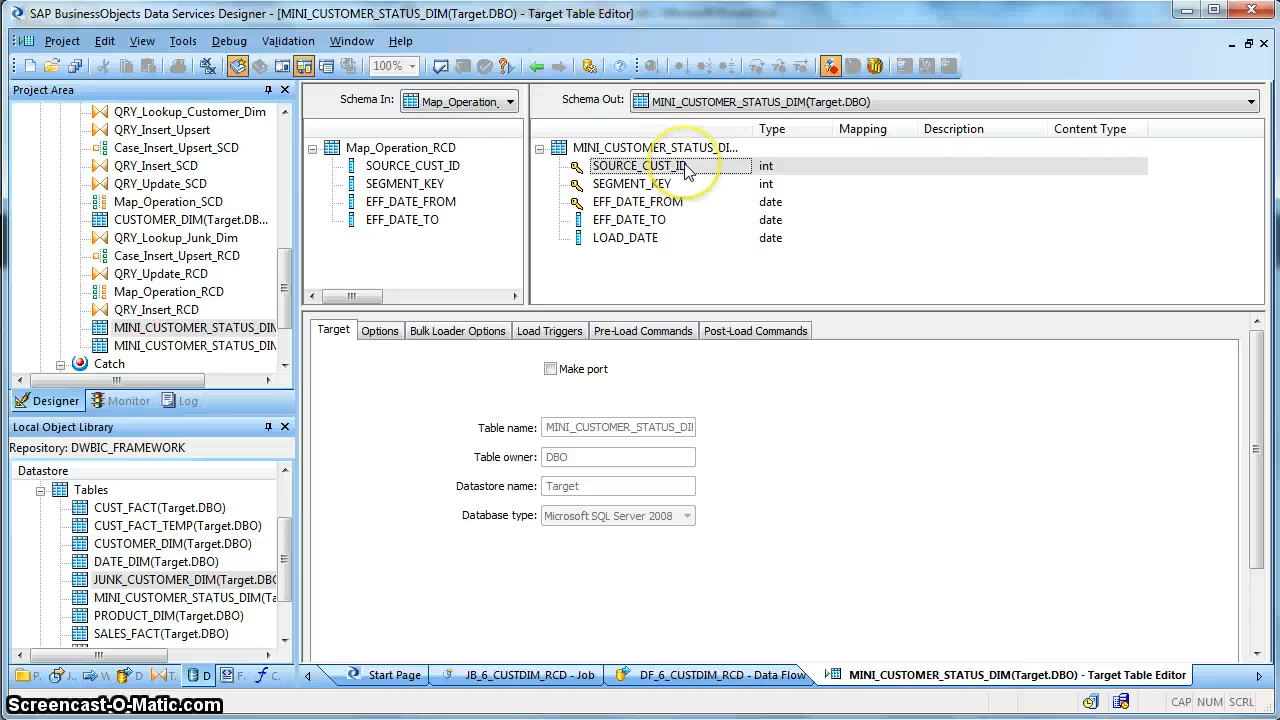 SAP BusinessObjects Data Services Designer - [MINI_CUSTOMER_STATUS_DIM(Target.DBO) - Target Table Editor]
Project Edit View Tools Debug Validation Window Help
100%
Project Area
QRY_Lookup_Customer_Dim
QRY_Insert_Upsert
Case_Insert_Upsert_SCD
QRY_Insert_SCD
QRY_Update_SCD
Map_Operation_SCD
CUSTOMER_DIM(Target.DB...
QRY_Lookup_Junk_Dim
Case_Insert_Upsert_RCD
QRY_Update_RCD
Map_Operation_RCD
QRY_Insert_RCD
MINI_CUSTOMER_STATUS_DIM
MINI_CUSTOMER_STATUS_DIM
Catch
Designer Monitor Log
Local Object Library
Repository: DWBIC_FRAMEWORK
Datastore
Tables
CUST_FACT(Target.DBO)
CUST_FACT_TEMP(Target.DBO)
CUSTOMER_DIM(Target.DBO)
DATE_DIM(Target.DBO)
JUNK_CUSTOMER_DIM(Target.DBO
MINI_CUSTOMER_STATUS_DIM(Ta
PRODUCT_DIM(Target.DBO)
SALES_FACT(Target.DBO)
P. J.. W D F. C.
Schema In: Map_Operation_
Map_Operation_RCD
SOURCE_CUST_ID
SEGMENT_KEY
EFF_DATE_FROM
EFF_DATE_TO
Schema Out: MINI_CUSTOMER_STATUS_DIM(Target.DBO)
Type Mapping Description Content Type
MINI_CUSTOMER_STATUS_DI...
SOURCE_CUST_ID int
SEGMENT_KEY int
EFF_DATE_FROM date
EFF_DATE_TO date
LOAD_DATE date
Target Options Bulk Loader Options Load Triggers Pre-Load Commands Post-Load Commands
Make port
Table name: MINI_CUSTOMER_STATUS_DI
Table owner: DBO
Datastore name: Target
Database type: Microsoft SQL Server 2008
Start Page JB_6_CUSTDIM_RCD - Job DF_6_CUSTDIM_RCD - Data Flow MINI_CUSTOMER_STATUS_DIM(Target.DBO) - Target Table Editor
CAP NUM SCRL
Screencast-O-Matic.com